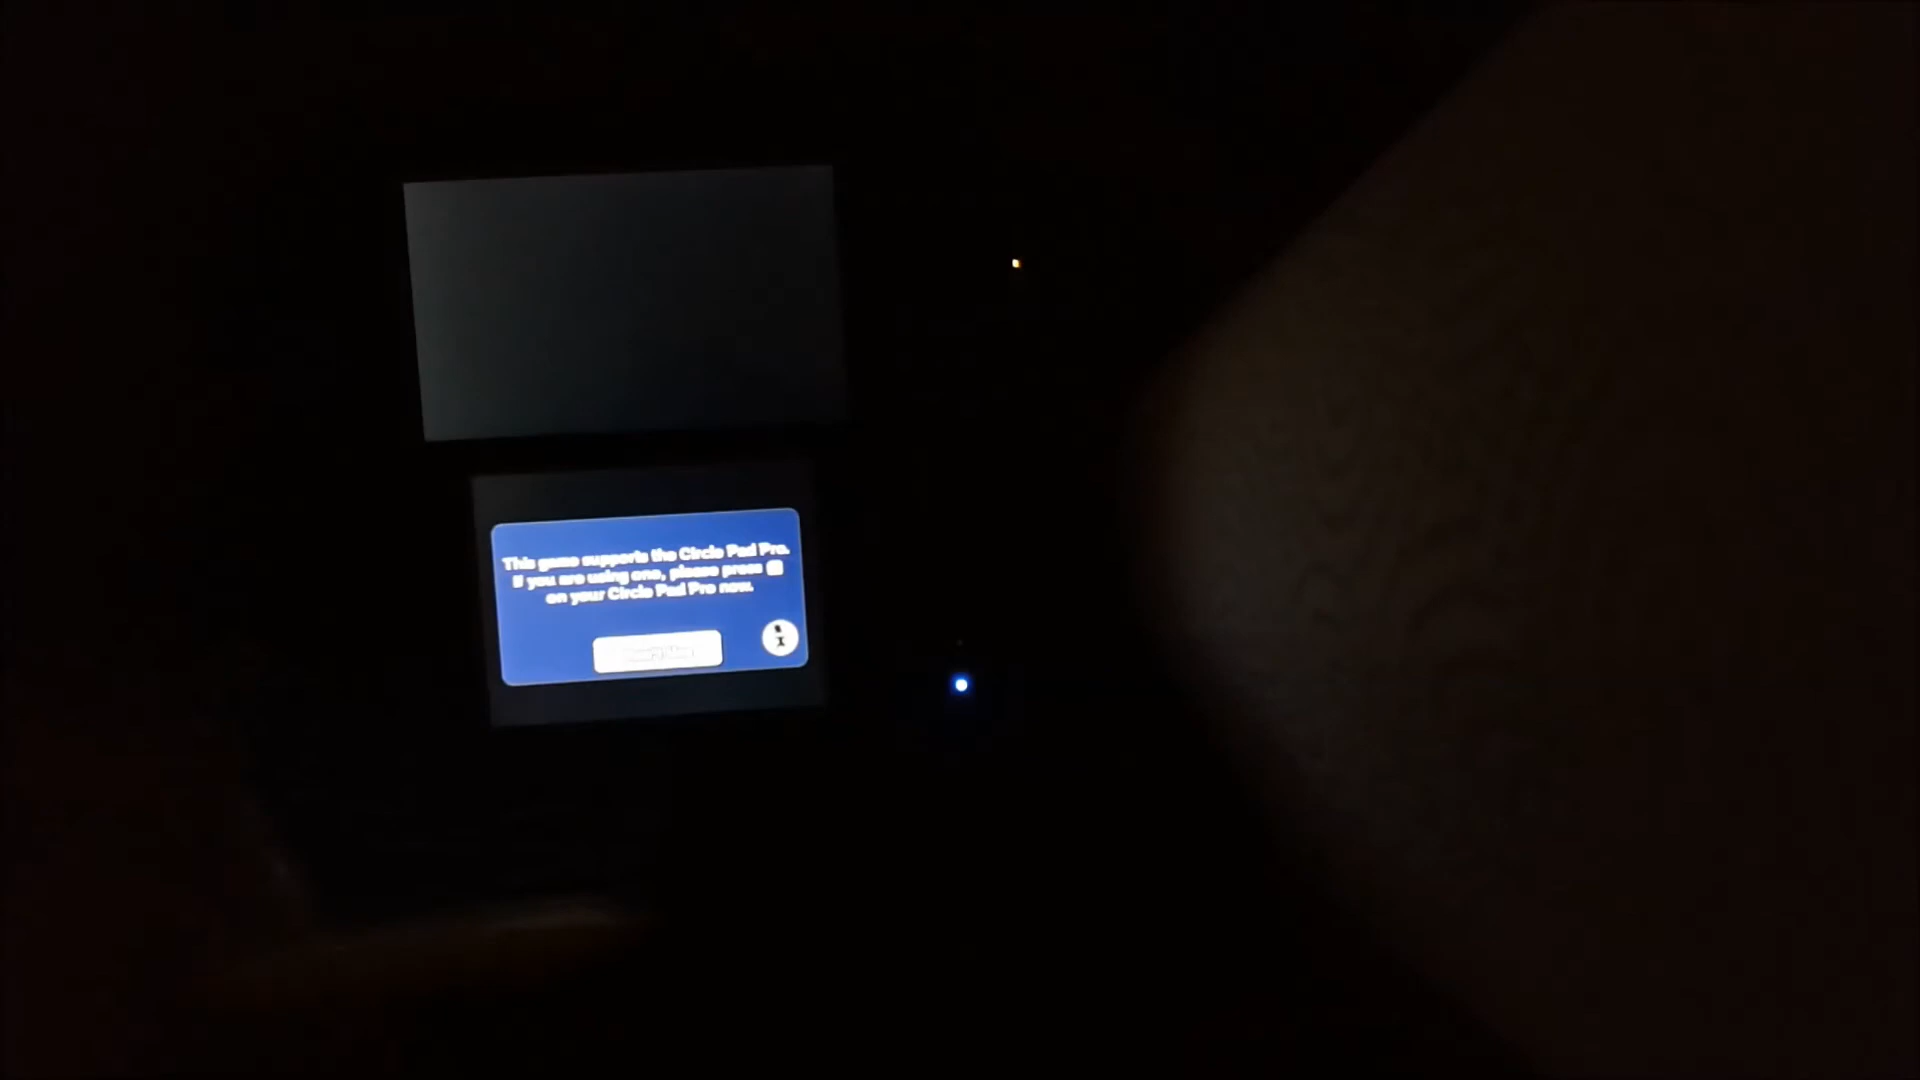 This game supports the Circle Pad Pro.
If you are using one, please press
on your Circle Pad Pro now.